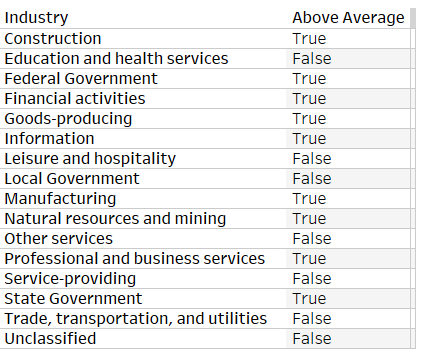 Industry Above Average
Construction True
Education and health services False
Federal Government True
Financial activities True
Goods-producing True
Information True
Leisure and hospitality False
Local Government False
Manufacturing True
Natural resources and mining True
Other services False
Professional and business services True
Service-providing False
State Government True
Trade, transportation, and utilities False
Unclassified False